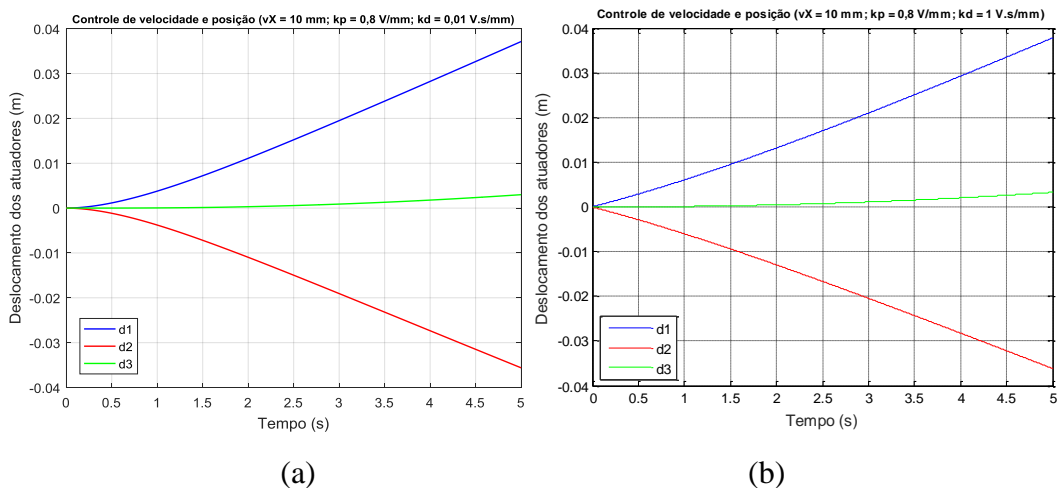 Controle de velocidade e posição (vX = 10 mm; kp = 0,8 V/mm; kd = 0,01 V.s/mm)
Deslocamento dos atuadores (m)
0.04
0.03
0.02
0.01
0
-0.01
-0.02
-0.03
-0.04
d1
d2
d3
0 0.5 1 1.5 2 2.5 3 3.5 4 4.5 5
Tempo (s)
(a)
Controle de velocidade e posição (vX = 10 mm; kp = 0,8 V/mm; kd = 1 V.s/mm)
Deslocamento dos atuadores (m)
0.04
0.03
0.02
0.01
0
-0.01
-0.02
-0.03
-0.04
d1
d2
d3
0 0.5 1 1.5 2 2.5 3 3.5 4 4.5 5
Tempo (s)
(b)